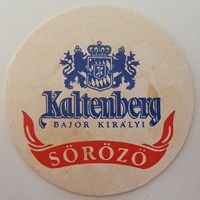 Kaltenberg
BAJOR KIRÁLYI
SÖRÖZŐ